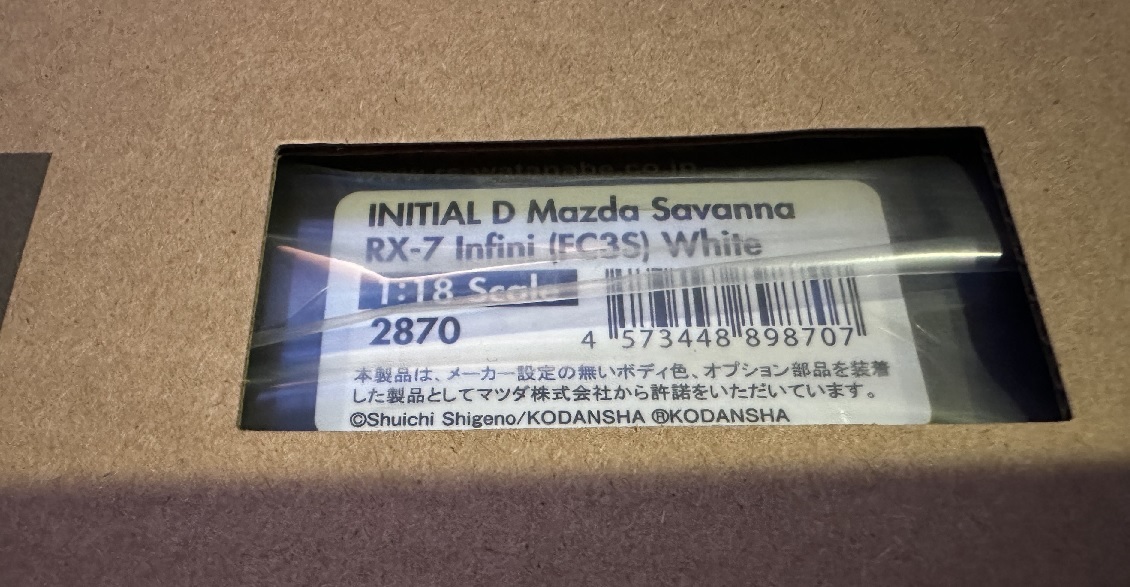 watanabe.co.jp
INITIAL D Mazda Savanna
RX-7 Infini (FC3S) White
1:18 Scale
2870
4 573448 898707
本製品は、メーカー設定の無いボディ色、オプション部品を装着
した製品としてマツダ株式会社から許諾をいただいています。
©Shuichi Shigeno/KODANSHA ®KODANSHA